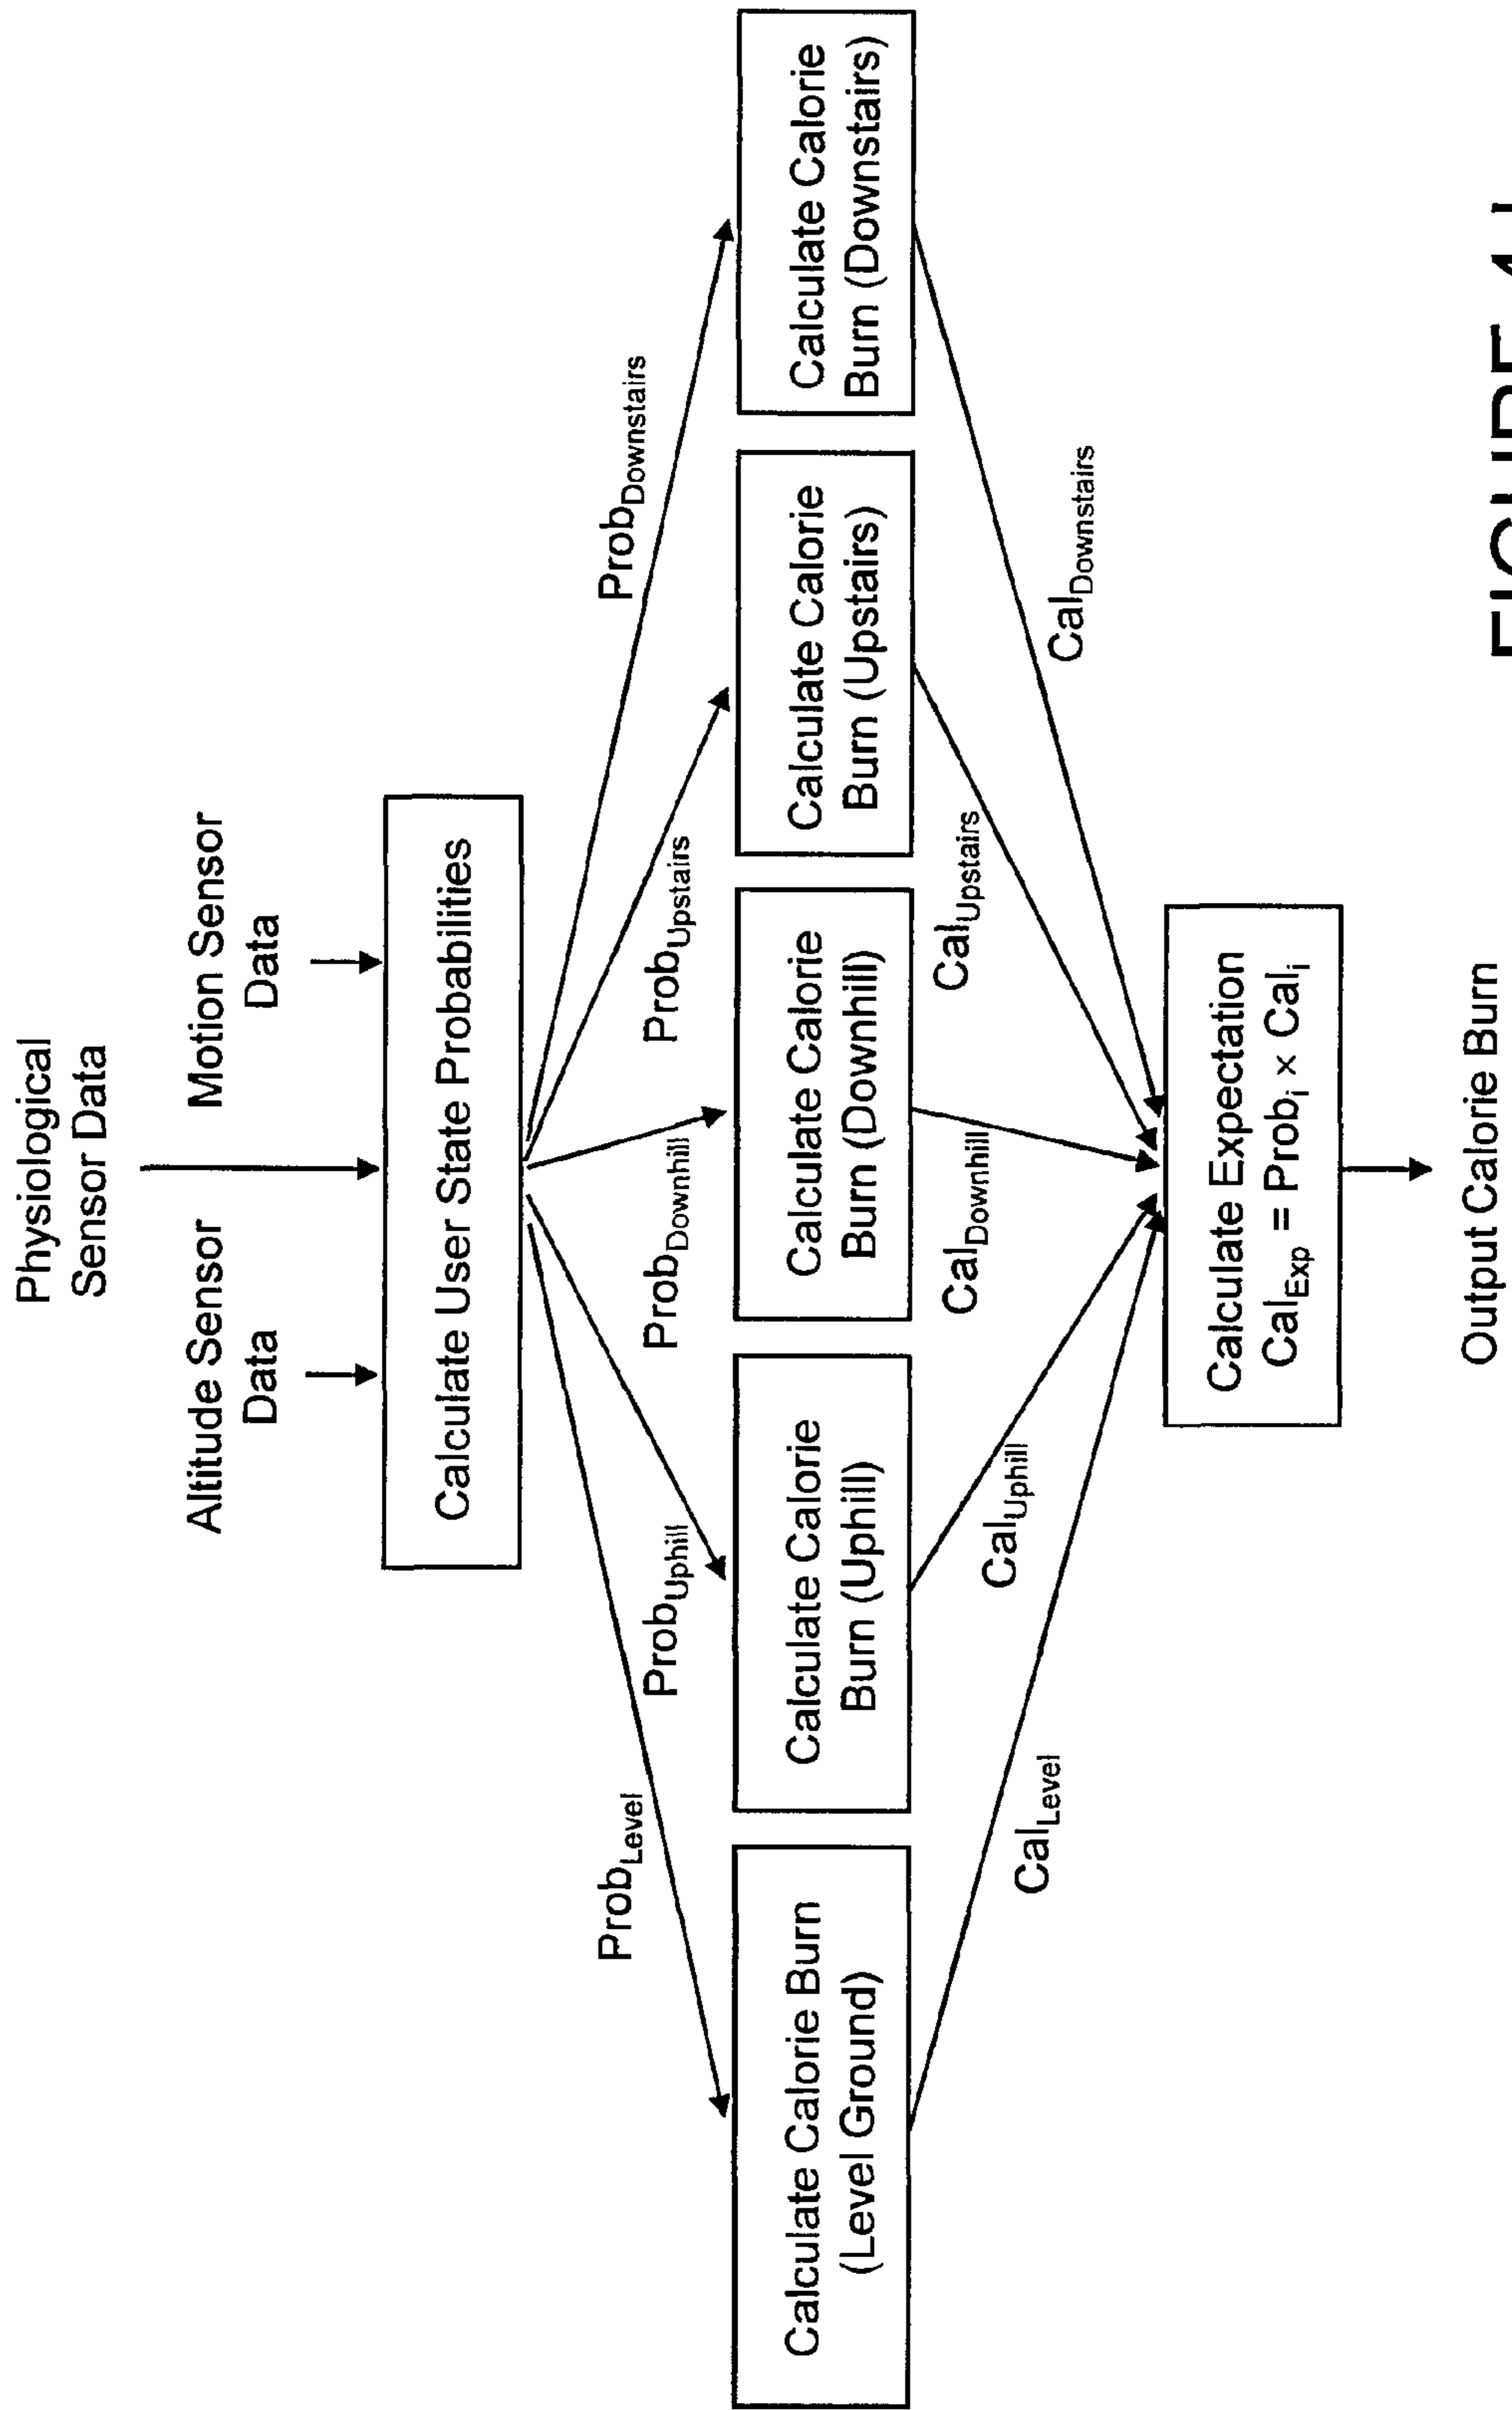 Physiological
Sensor Data
Altitude Sensor
Data
Motion Sensor
Data
Calculate User State Probabilities
Prob_Level
Prob_Uphill
Prob_Downhill
Prob_Upstairs
Prob_Downstairs
Calculate Calorie Burn
(Level Ground)
Calculate Calorie
Burn (Uphill)
Calculate Calorie
Burn (Downhill)
Calculate Calorie
Burn (Upstairs)
Calculate Calorie
Burn (Downstairs)
Cal_Level
Cal_Uphill
Cal_Downhill
Cal_Upstairs
Cal_Downstairs
Calculate Expectation
Cal_Exp = Prob_i × Cal_i
Output Calorie Burn
FIGURE